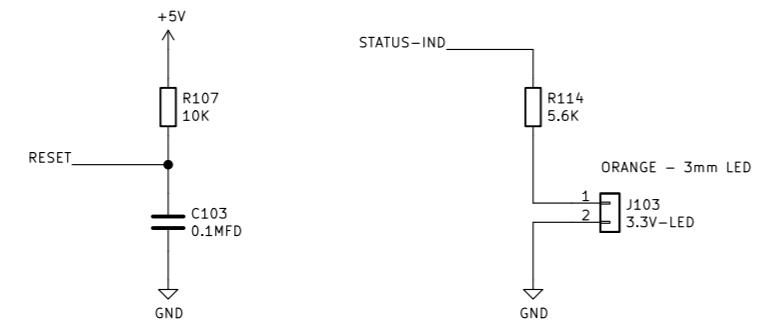 +5V
R107
10K
RESET
C103
0.1MFD
GND
STATUS-IND
R114
5.6K
ORANGE - 3mm LED
1
2
J103
3.3V-LED
GND